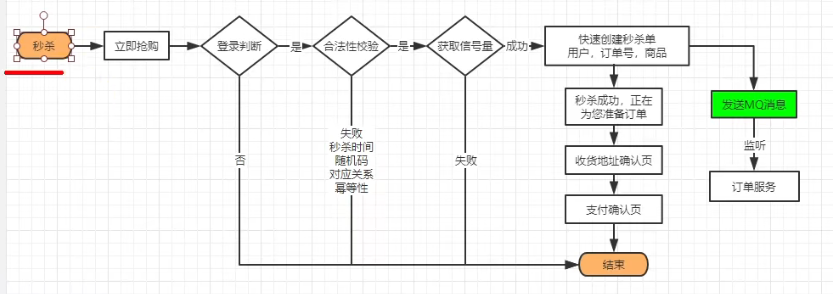 秒杀
立即抢购
登录判断
是
合法性校验
是
获取信号量
成功
快速创建秒杀单
用户，订单号，商品
秒杀成功，正在
为您准备订单
发送MQ消息
失败
秒杀时间
随机码
对应关系
幂等性
否
失败
收货地址确认页
监听
订单服务
支付确认页
结束